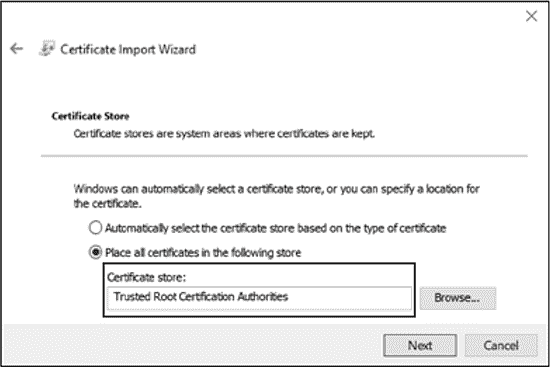 Certificate Import Wizard
Certificate Store
Certificate stores are system areas where certificates are kept.
Windows can automatically select a certificate store, or you can specify a location for
the certificate.
Automatically select the certificate store based on the type of certificate
Place all certificates in the following store
Certificate store:
Trusted Root Certification Authorities
Browse...
Next
Cancel